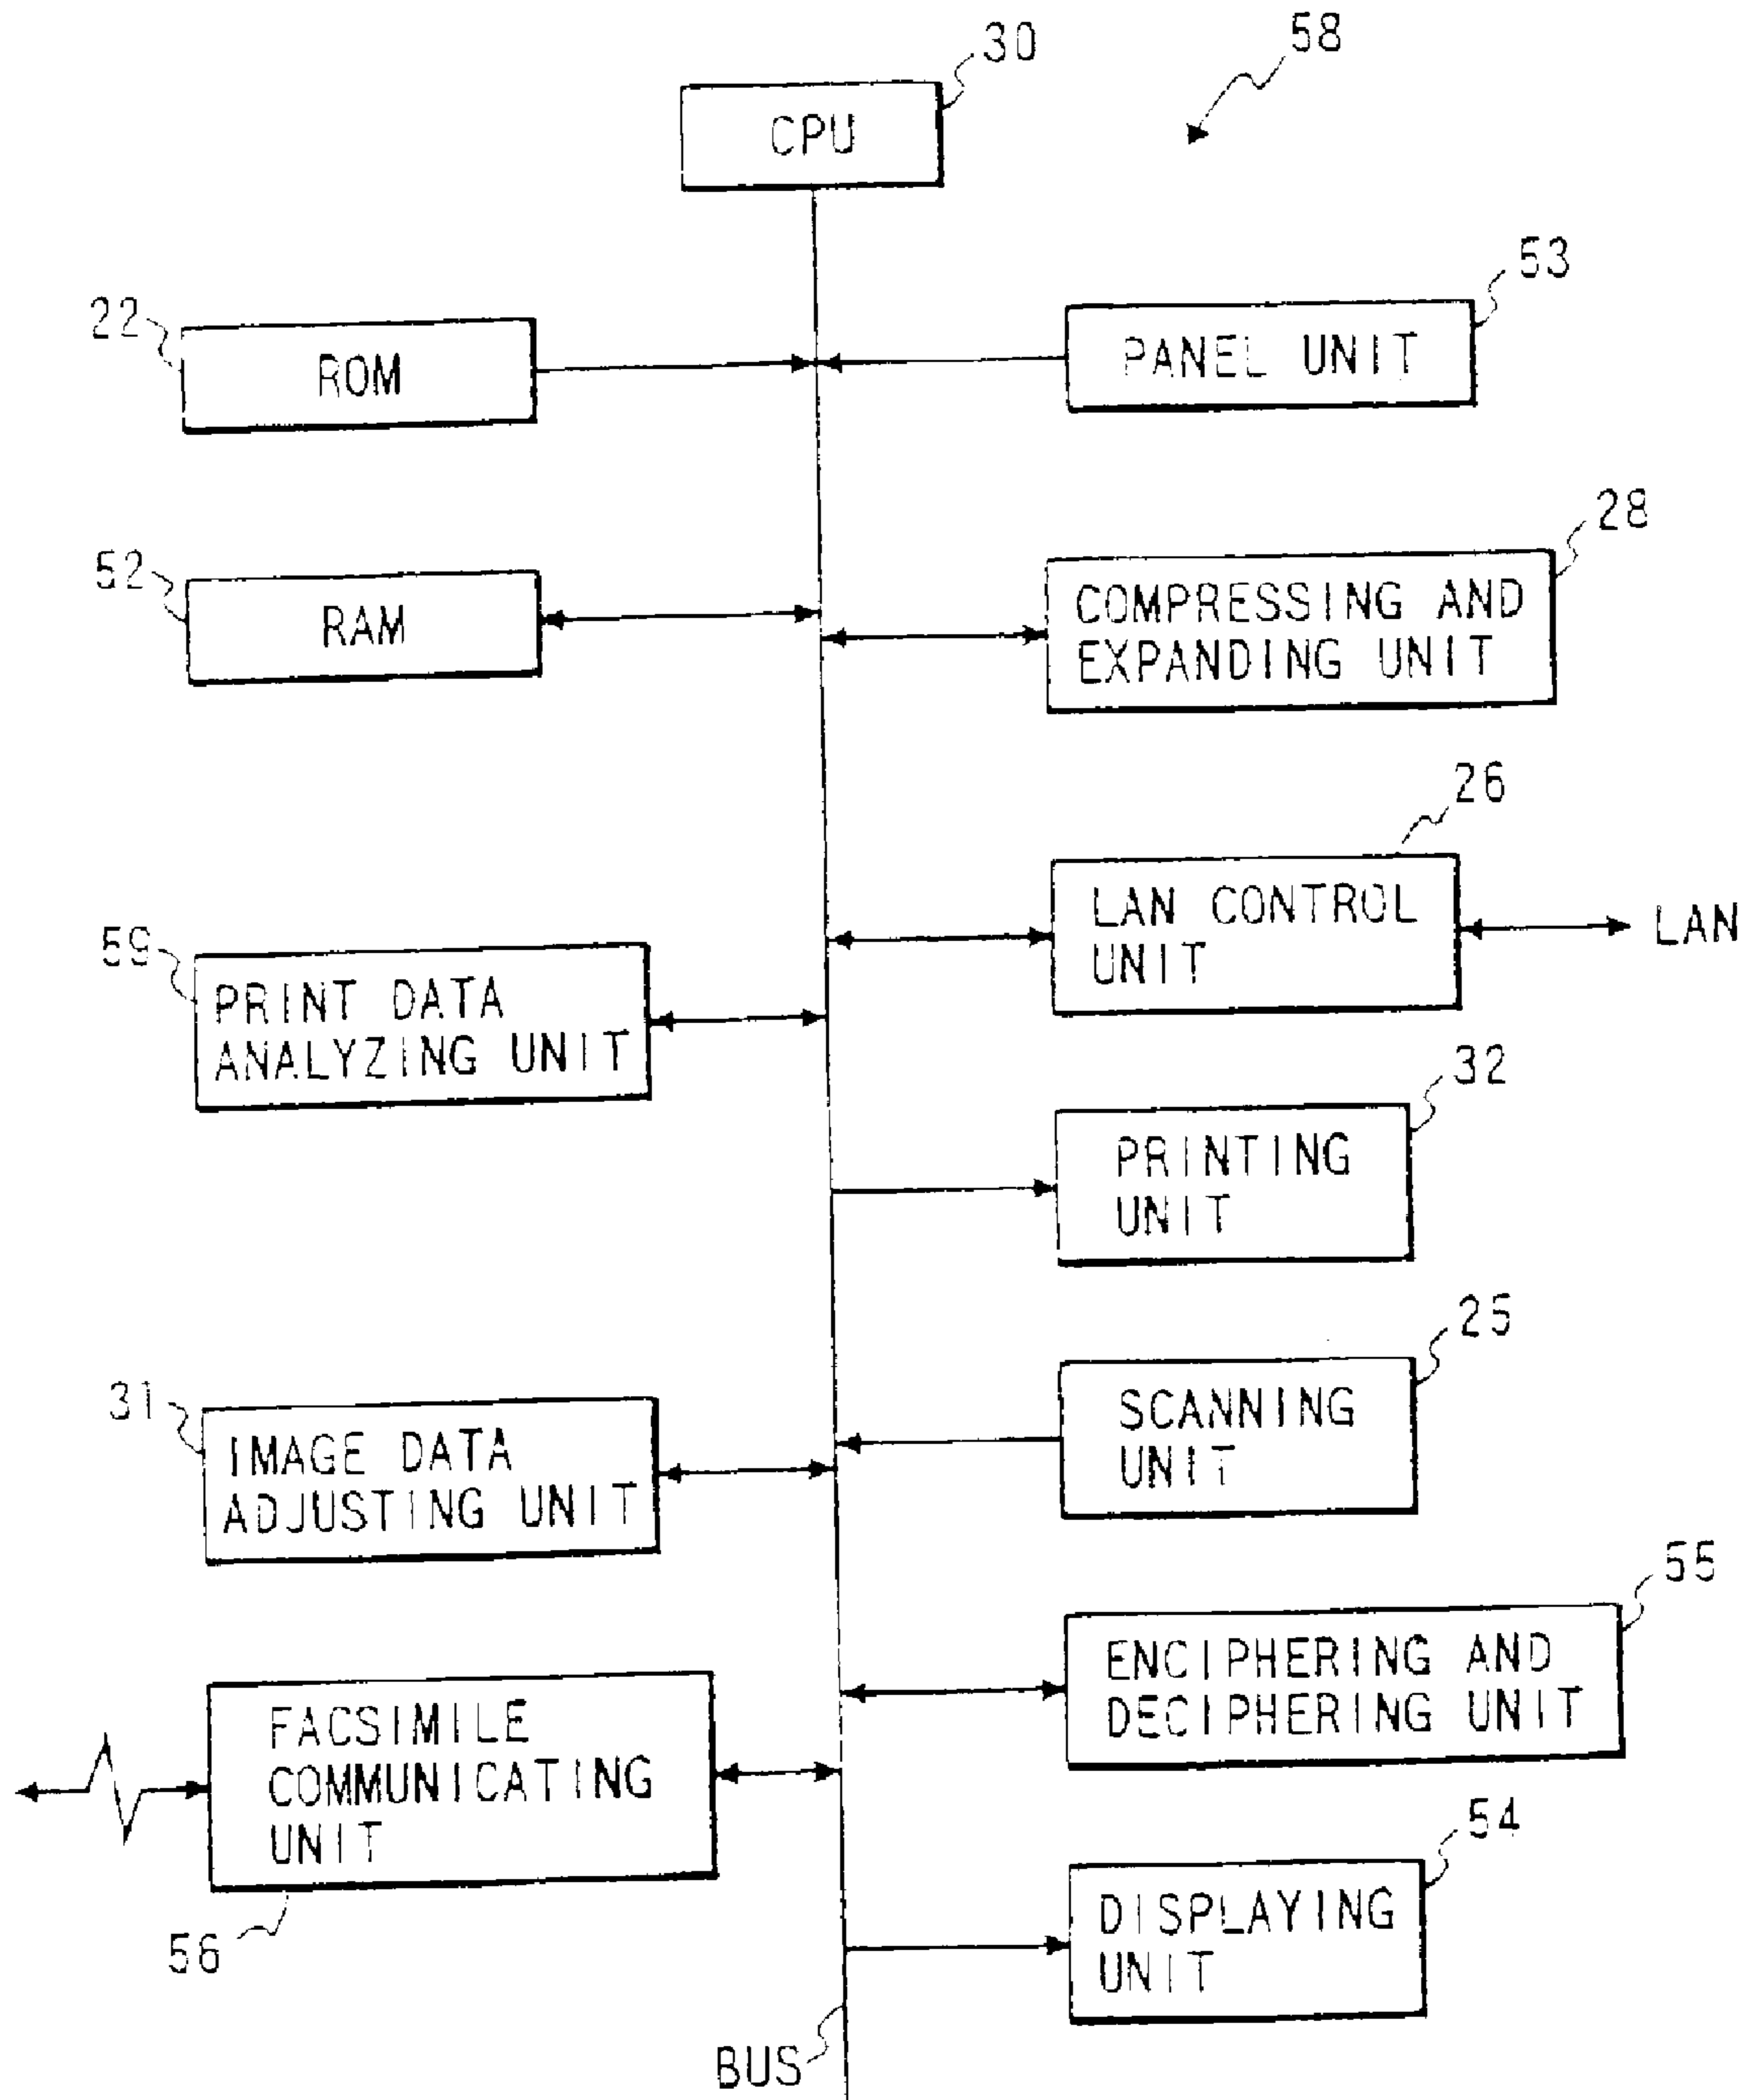 30
58
CPU
53
22
ROM
PANEL UNIT
28
52
RAM
COMPRESSING AND
EXPANDING UNIT
26
LAN CONTROL
UNIT
LAN
59
PRINT DATA
ANALYZING UNIT
32
PRINTING
UNIT
25
SCANNING
UNIT
31
IMAGE DATA
ADJUSTING UNIT
55
ENCIPHERING AND
DECIPHERING UNIT
FACSIMILE
COMMUNICATING
UNIT
56
54
DISPLAYING
UNIT
BUS